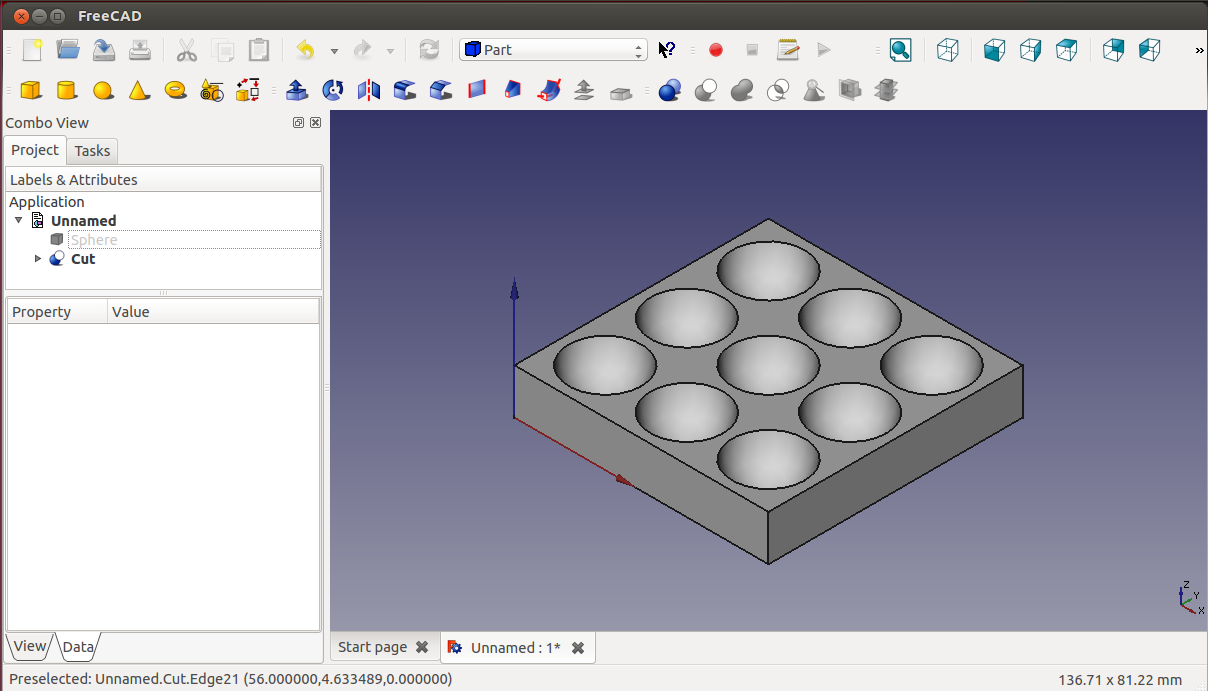 FreeCAD
Part
»
Combo View
Project Tasks
Labels & Attributes
Application
Unnamed
Sphere
Cut
Property Value
View Data
Z
Y
X
Start page Unnamed : 1*
Preselected: Unnamed.Cut.Edge21 (56.000000,4.633489,0.000000) 136.71 x 81.22 mm